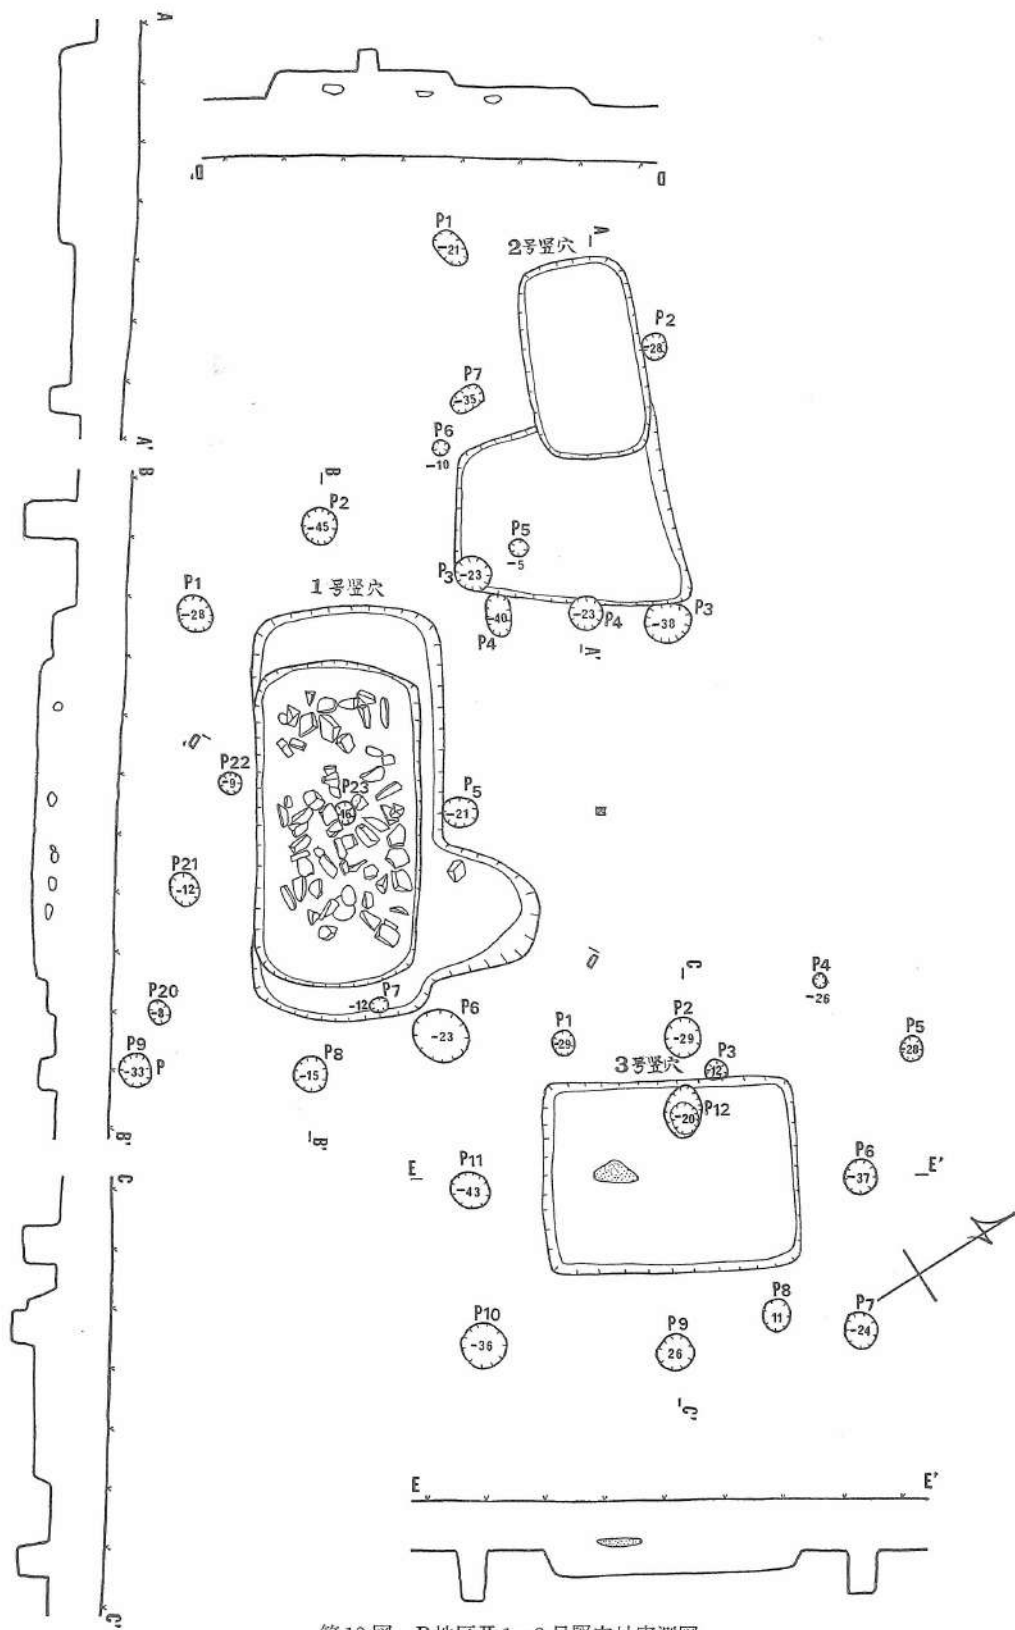 A
A'
B
B'
C
C'
D'
D
2号竪穴
A
P1
-21
P2
-28
P7
-35
P6
-10
P5
-5
P3
-23
P4
-40
-23
P4
P3
-38
A'
B
P2
-45
P1
-28
1号竪穴
D'
P22
-9
P23
16
P5
-21
P21
-12
P20
-8
P9
-33
P
-12
P7
P6
-23
P8
-15
B'
D
C
P4
-26
P1
-29
P2
-29
P3
12
P5
-28
3号竪穴
P12
-20
E
P11
-43
P6
-37
E'
P10
-36
P9
26
P8
11
P7
-24
C'
E
E'